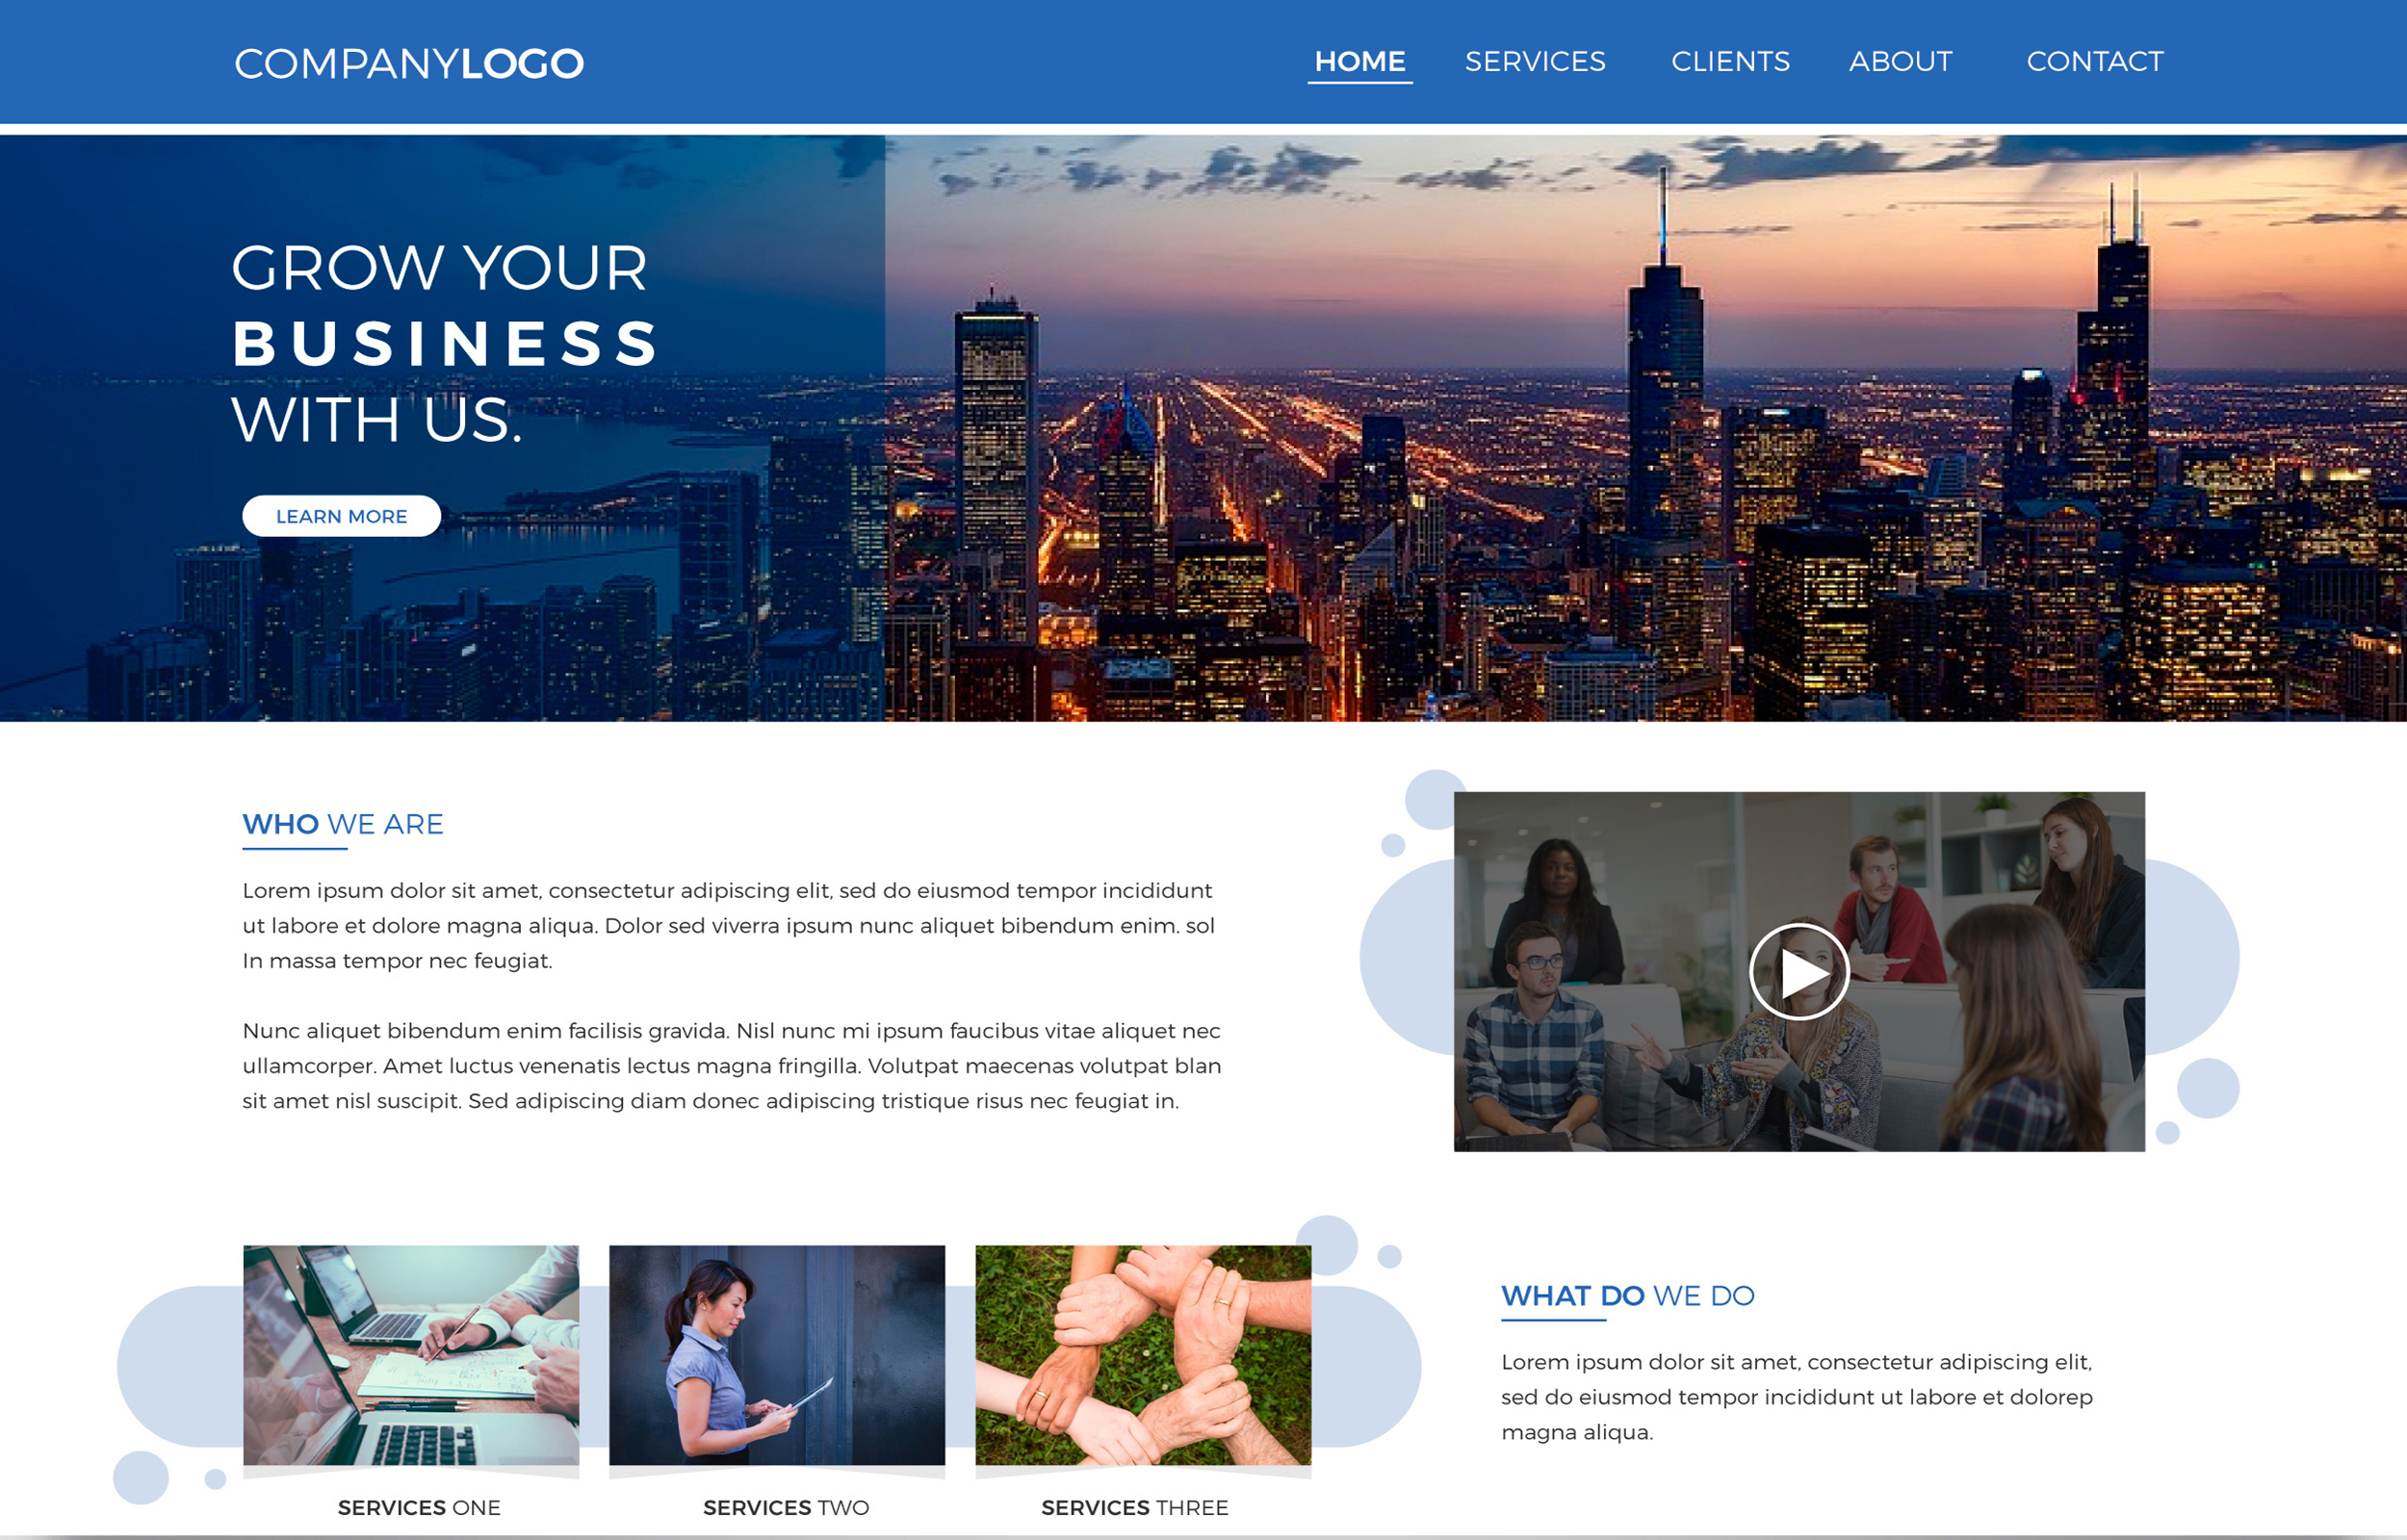 COMPANYLOGO
HOME SERVICES CLIENTS ABOUT CONTACT
GROW YOUR
BUSINESS
WITH US.
LEARN MORE
WHO WE ARE
Lorem ipsum dolor sit amet, consectetur adipiscing elit, sed do eiusmod tempor incididunt
ut labore et dolore magna aliqua. Dolor sed viverra ipsum nunc aliquet bibendum enim. sol
In massa tempor nec feugiat.
Nunc aliquet bibendum enim facilisis gravida. Nisl nunc mi ipsum faucibus vitae aliquet nec
ullamcorper. Amet luctus venenatis lectus magna fringilla. Volutpat maecenas volutpat blan
sit amet nisl suscipit. Sed adipiscing diam donec adipiscing tristique risus nec feugiat in.
SERVICES ONE
SERVICES TWO
SERVICES THREE
WHAT DO WE DO
Lorem ipsum dolor sit amet, consectetur adipiscing elit,
sed do eiusmod tempor incididunt ut labore et dolorep
magna aliqua.